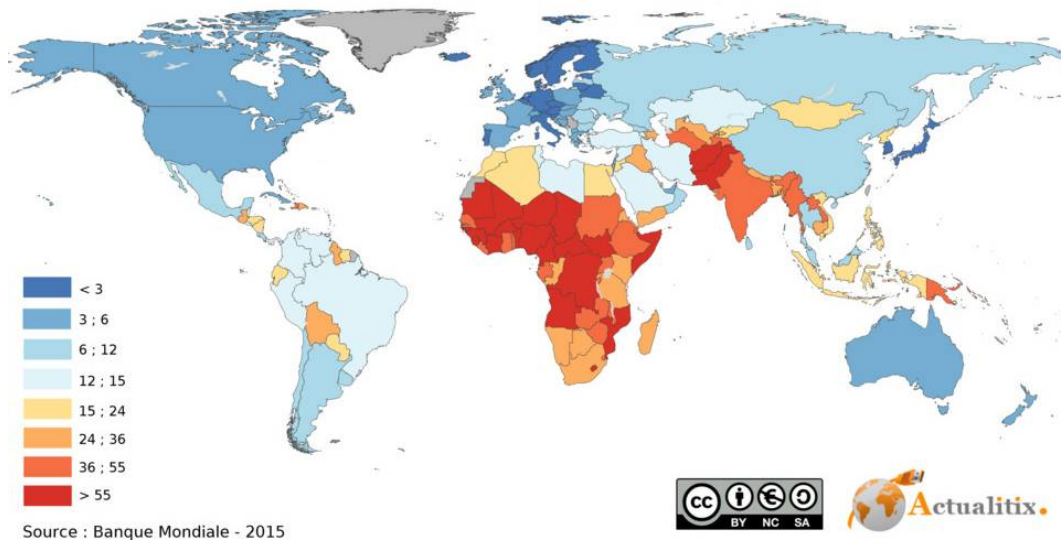 < 3
3 ; 6
6 ; 12
12 ; 15
15 ; 24
24 ; 36
36 ; 55
> 55
Source : Banque Mondiale - 2015
cc
BY NC SA
Actualitix.